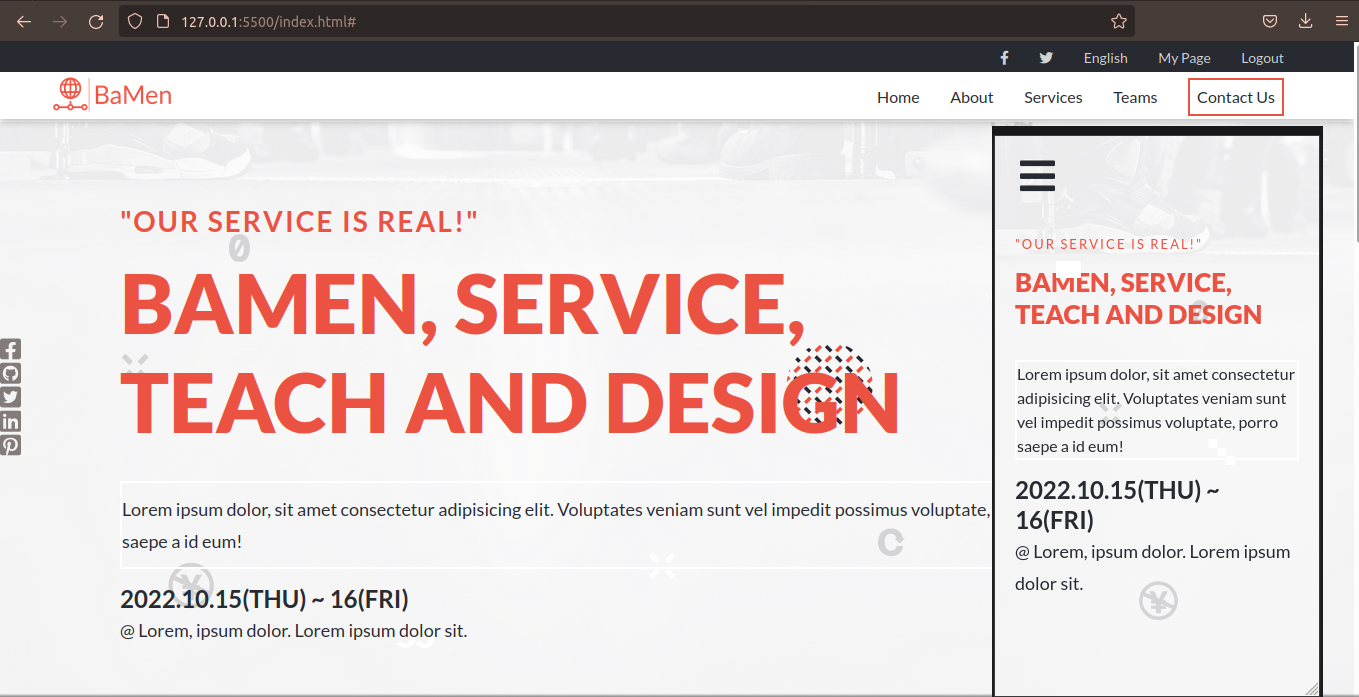 127.0.0.1:5500/index.html#
English My Page Logout
BaMen
Home About Services Teams Contact Us
"OUR SERVICE IS REAL!"
BAMEN, SERVICE,
TEACH AND DESIGN
Lorem ipsum dolor, sit amet consectetur adipisicing elit. Voluptates veniam sunt vel impedit possimus voluptate,
saepe a id eum!
2022.10.15(THU) ~ 16(FRI)
@ Lorem, ipsum dolor. Lorem ipsum dolor sit.
"OUR SERVICE IS REAL!"
BAMEN, SERVICE,
TEACH AND DESIGN
Lorem ipsum dolor, sit amet consectetur
adipisicing elit. Voluptates veniam sunt
vel impedit possimus voluptate, porro
saepe a id eum!
2022.10.15(THU) ~
16(FRI)
@ Lorem, ipsum dolor. Lorem ipsum
dolor sit.